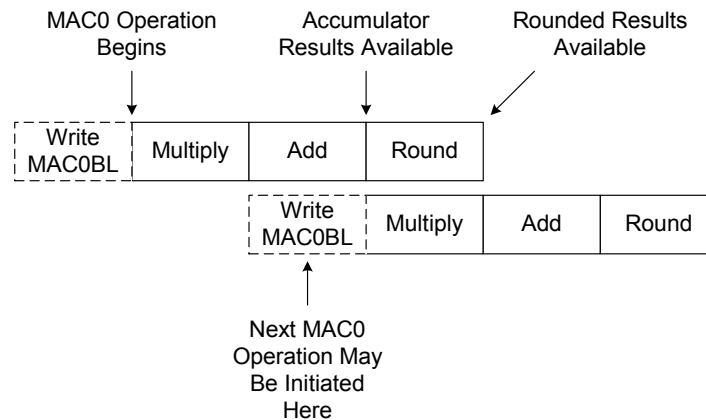 MAC0 Operation
Begins
Accumulator
Results Available
Rounded Results
Available
Write
MAC0BL
Multiply
Add
Round
Write
MAC0BL
Multiply
Add
Round
Next MAC0
Operation May
Be Initiated
Here